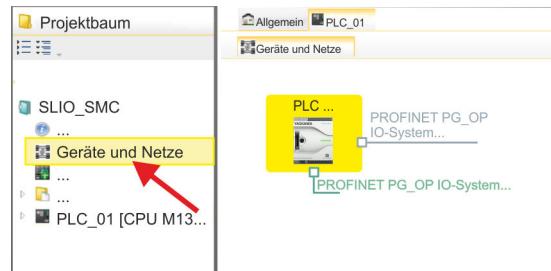 Projektbaum
SLIO_SMC
...
Geräte und Netze
...
...
PLC_01 [CPU M13...
Allgemein PLC_01
Geräte und Netze
PLC ...
YASKAWA
PROFINET PG_OP
IO-System...
PROFINET PG_OP IO-System...